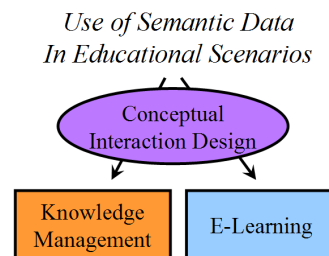 Use of Semantic Data
In Educational Scenarios
Conceptual
Interaction Design
Knowledge
Management
E-Learning